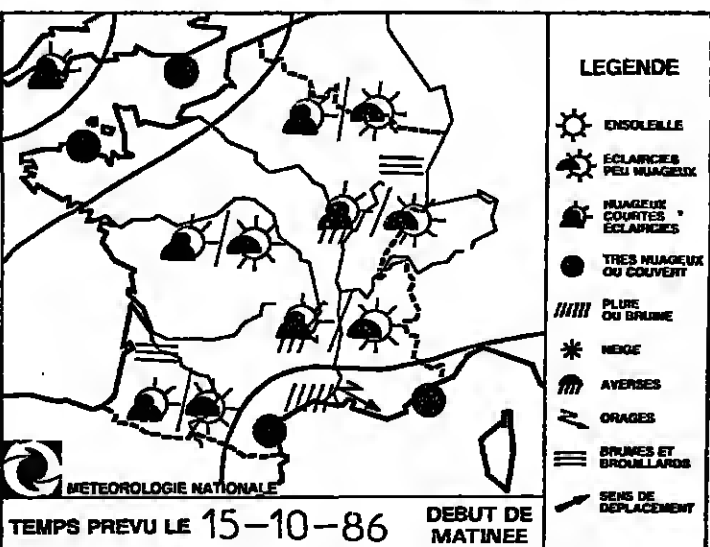 METEOROLOGIE NATIONALE
TEMPS PREVU LE 15-10-86 DEBUT DE MATINEE
LEGENDE
ENSOLEILLE
ECLAIRCIES
PEU NUAGEUX
NUAGEUX
COURTES
ÉCLAIRCIES
TRES NUAGEUX
OU COUVERT
PLUIE
OU BRUINE
NEIGE
AVERSES
ORAGES
BRUMES ET
BROUILLARDS
SENS DE
DEPLACEMENT